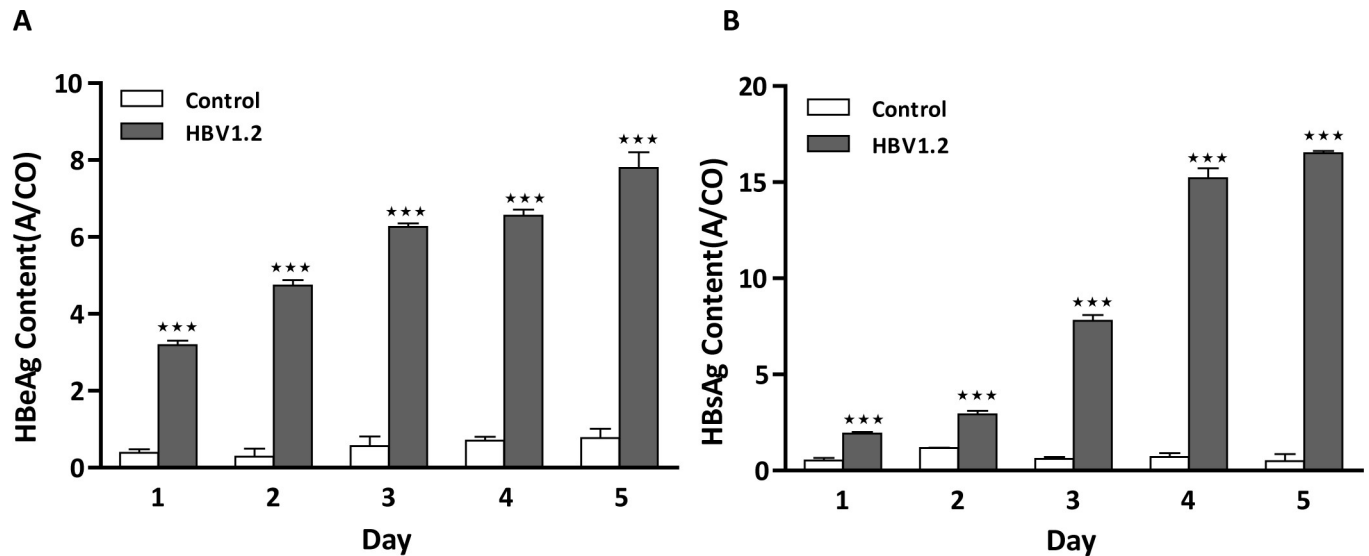 A
HBeAg Content(A/CO)
10
8
6
4
2
0
Control
HBV1.2
★★★
★★★
★★★
★★★
★★★
1 2 3 4 5
Day
B
HBsAg Content(A/CO)
20
15
10
5
0
Control
HBV1.2
★★★
★★★
★★★
★★★
★★★
1 2 3 4 5
Day